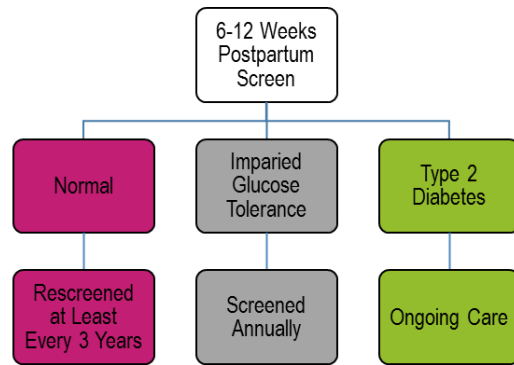 6-12 Weeks
Postpartum
Screen
Normal
Imparied
Glucose
Tolerance
Type 2
Diabetes
Rescreened
at Least
Every 3 Years
Screened
Annually
Ongoing Care